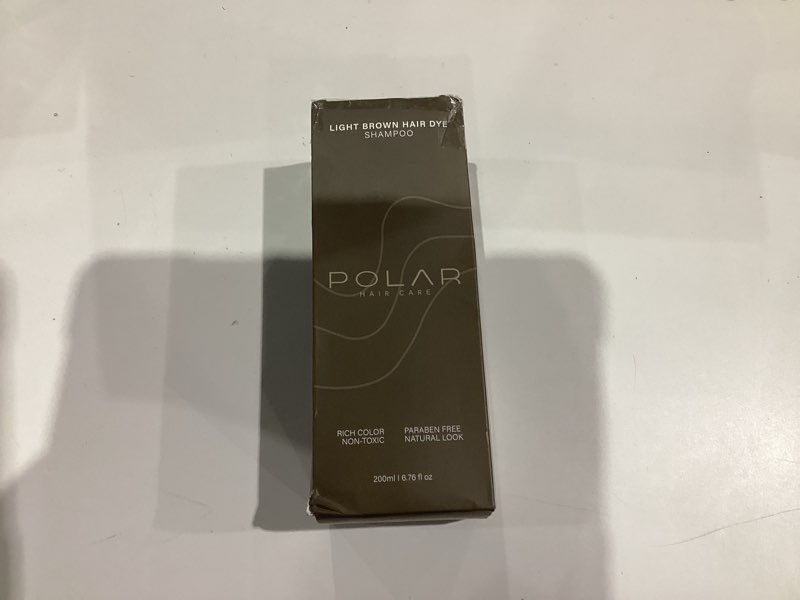 LIGHT BROWN HAIR DYE
SHAMPOO
POLAR
HAIR CARE
RICH COLOR
NON-TOXIC
PARABEN FREE
NATURAL LOOK
200ml | 6.76 fl oz